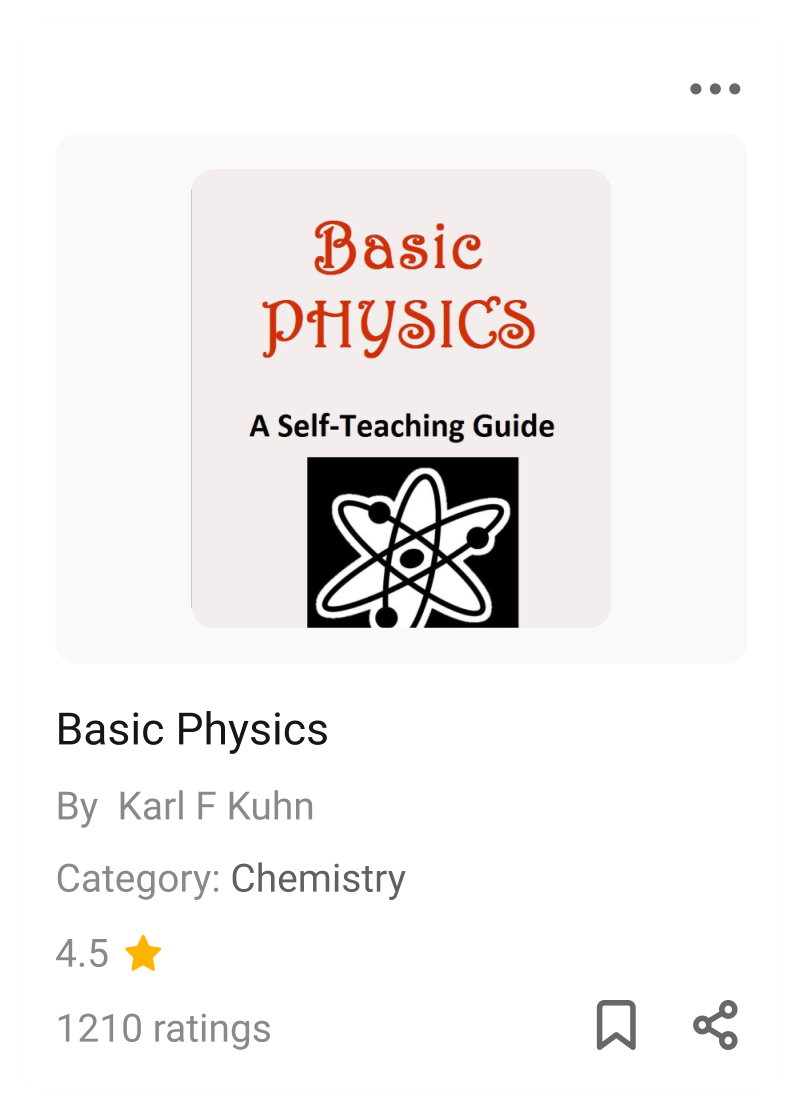 Basic
PHYSICS
A Self-Teaching Guide
Basic Physics
By Karl F Kuhn
Category: Chemistry
4.5
1210 ratings